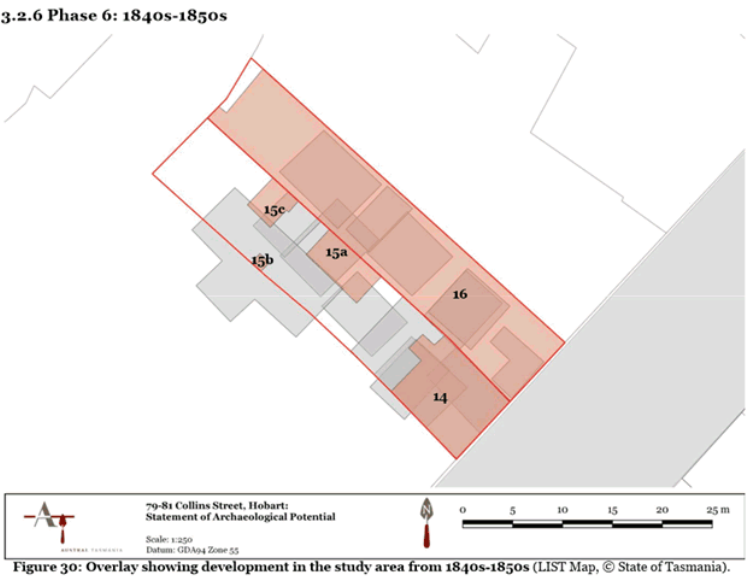 3.2.6 Phase 6: 1840s-1850s
15c
15b
15a
16
14
79-81 Collins Street, Hobart:
Statement of Archaeological Potential
Scale: 1:250
Datum: GDA94 Zone 55
A T
AUSTRAL TASMANIA
N
0 5 10 15 20 25 m
Figure 30: Overlay showing development in the study area from 1840s-1850s (LIST Map, © State of Tasmania).